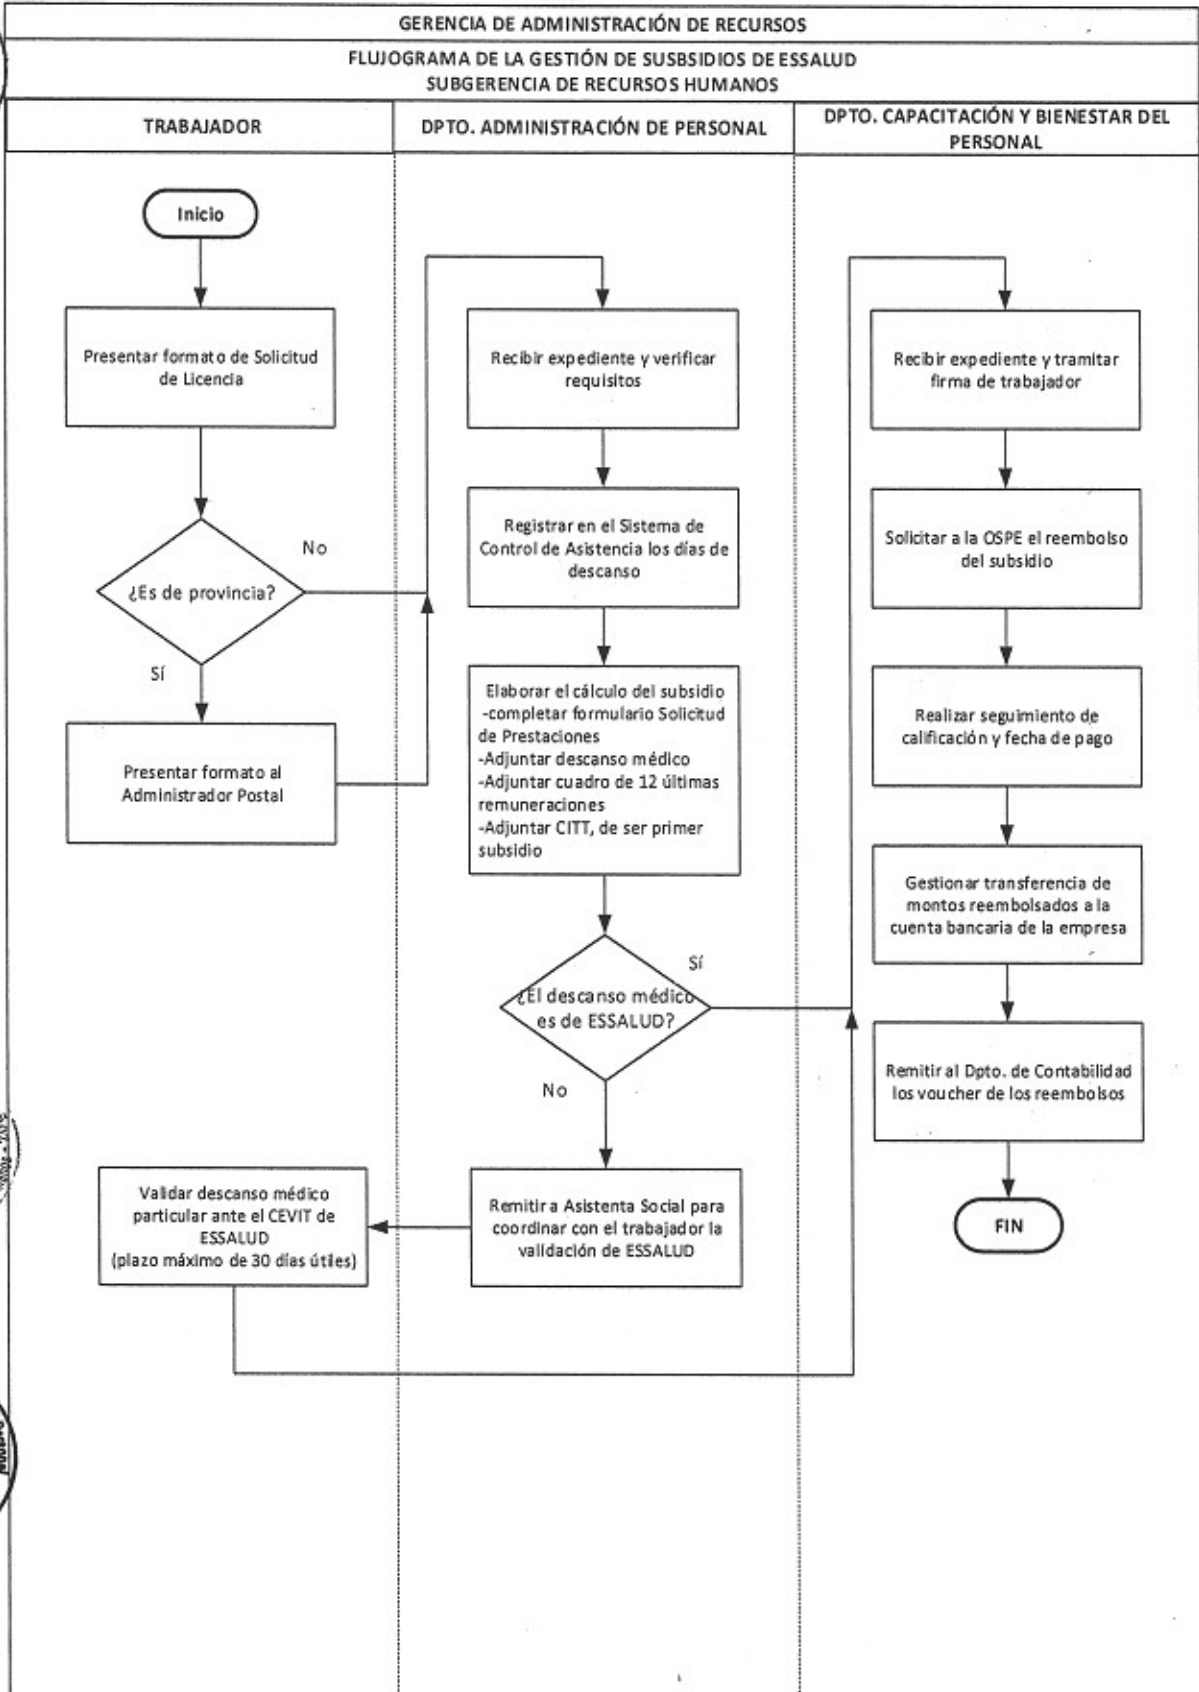 GERENCIA DE ADMINISTRACIÓN DE RECURSOS
FLUJOGRAMA DE LA GESTIÓN DE SUSBSIDIOS DE ESSALUD
SUBGERENCIA DE RECURSOS HUMANOS
TRABAJADOR
DPTO. ADMINISTRACIÓN DE PERSONAL
DPTO. CAPACITACIÓN Y BIENESTAR DEL
PERSONAL
Inicio
Presentar formato de Solicitud
de Licencia
¿Es de provincia?
No
Sí
Presentar formato al
Administrador Postal
Recibir expediente y verificar
requisitos
Registrar en el Sistema de
Control de Asistencia los días de
descanso
Elaborar el cálculo del subsidio
-completar formulario Solicitud
de Prestaciones
-Adjuntar descanso médico
-Adjuntar cuadro de 12 últimas
remuneraciones
-Adjuntar CITT, de ser primer
subsidio
¿El descanso médico
es de ESSALUD?
Sí
No
Remitir a Asistenta Social para
coordinar con el trabajador la
validación de ESSALUD
Validar descanso médico
particular ante el CEVIT de
ESSALUD
(plazo máximo de 30 días útiles)
Recibir expediente y tramitar
firma de trabajador
Solicitar a la OSPE el reembolso
del subsidio
Realizar seguimiento de
calificación y fecha de pago
Gestionar transferencia de
montos reembolsados a la
cuenta bancaria de la empresa
Remitir al Dpto. de Contabilidad
los voucher de los reembolsos
FIN